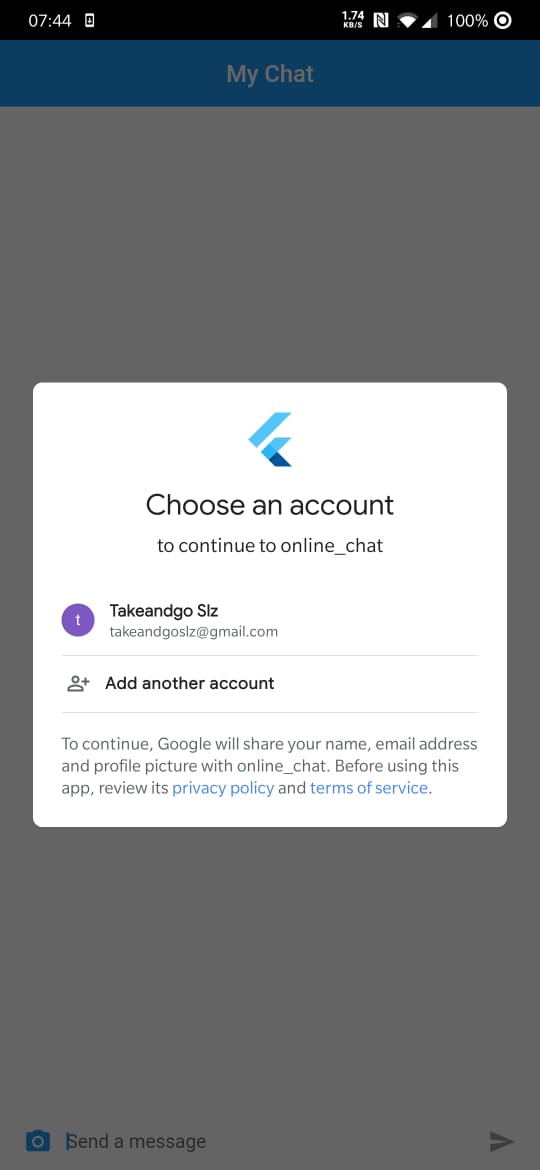 07:44
1.74 KB/S
100%
My Chat
Choose an account
to continue to online_chat
t
Takeandgo Slz
takeandgoslz@gmail.com
Add another account
To continue, Google will share your name, email address
and profile picture with online_chat. Before using this
app, review its privacy policy and terms of service.
Send a message